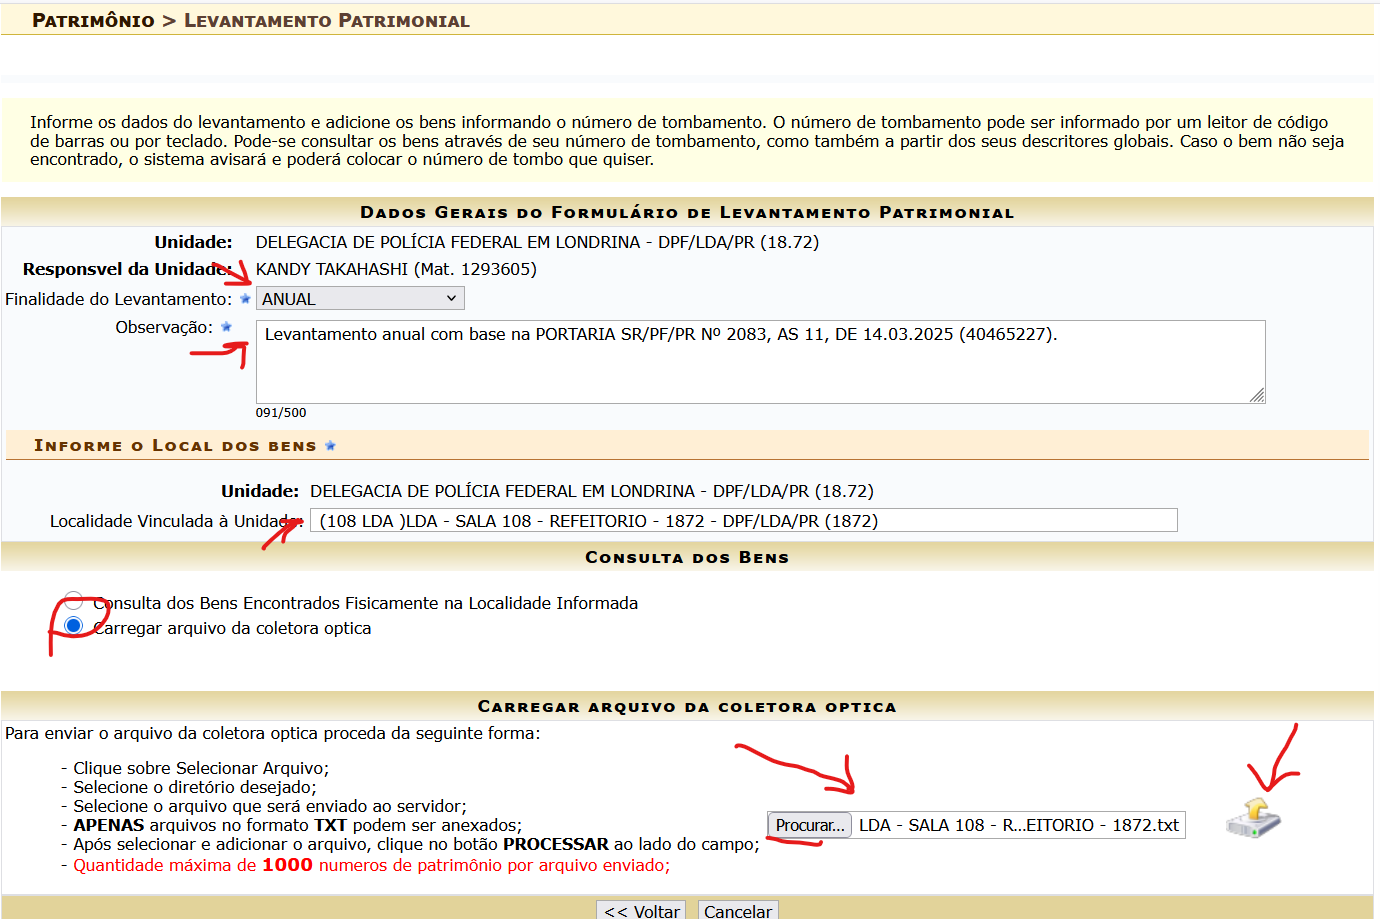 PATRIMÔNIO > LEVANTAMENTO PATRIMONIAL
Informe os dados do levantamento e adicione os bens informando o número de tombamento. O número de tombamento pode ser informado por um leitor de código
de barras ou por teclado. Pode-se consultar os bens através de seu número de tombamento, como também a partir dos seus descritores globais. Caso o bem não seja
encontrado, o sistema avisará e poderá colocar o número de tombo que quiser.
DADOS GERAIS DO FORMULÁRIO DE LEVANTAMENTO PATRIMONIAL
Unidade: DELEGACIA DE POLÍCIA FEDERAL EM LONDRINA - DPF/LDA/PR (18.72)
Responsvel da Unidade: KANDY TAKAHASHI (Mat. 1293605)
Finalidade do Levantamento: ANUAL
Observação: Levantamento anual com base na PORTARIA SR/PF/PR Nº 2083, AS 11, DE 14.03.2025 (40465227).
091/500
INFORME O LOCAL DOS BENS
Unidade: DELEGACIA DE POLÍCIA FEDERAL EM LONDRINA - DPF/LDA/PR (18.72)
Localidade Vinculada à Unidade: (108 LDA )LDA - SALA 108 - REFEITORIO - 1872 - DPF/LDA/PR (1872)
CONSULTA DOS BENS
Consulta dos Bens Encontrados Fisicamente na Localidade Informada
Carregar arquivo da coletora optica
CARREGAR ARQUIVO DA COLETORA OPTICA
Para enviar o arquivo da coletora optica proceda da seguinte forma:
- Clique sobre Selecionar Arquivo;
- Selecione o diretório desejado;
- Selecione o arquivo que será enviado ao servidor;
- APENAS arquivos no formato TXT podem ser anexados;
- Após selecionar e adicionar o arquivo, clique no botão PROCESSAR ao lado do campo;
- Quantidade máxima de 1000 numeros de patrimônio por arquivo enviado;
Procurar... LDA - SALA 108 - R...EITORIO - 1872.txt
<< Voltar Cancelar